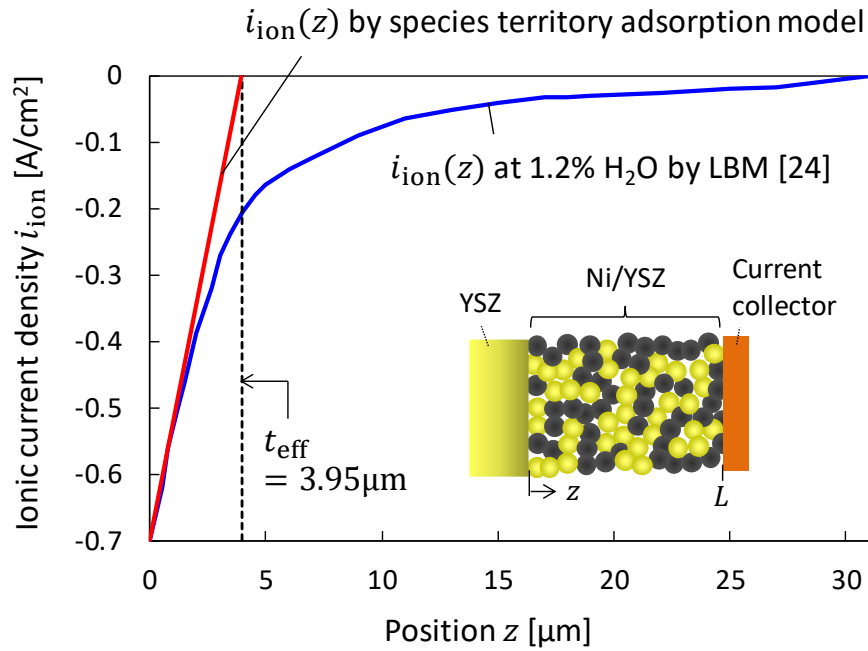 i_ion(z) by species territory adsorption model
0
-0.1
-0.2
-0.3
-0.4
-0.5
-0.6
-0.7
Ionic current density i_ion [A/cm²]
i_ion(z) at 1.2% H₂O by LBM [24]
t_eff
= 3.95μm
YSZ
Ni/YSZ
Current
collector
z
L
0
5
10
15
20
25
30
Position z [μm]